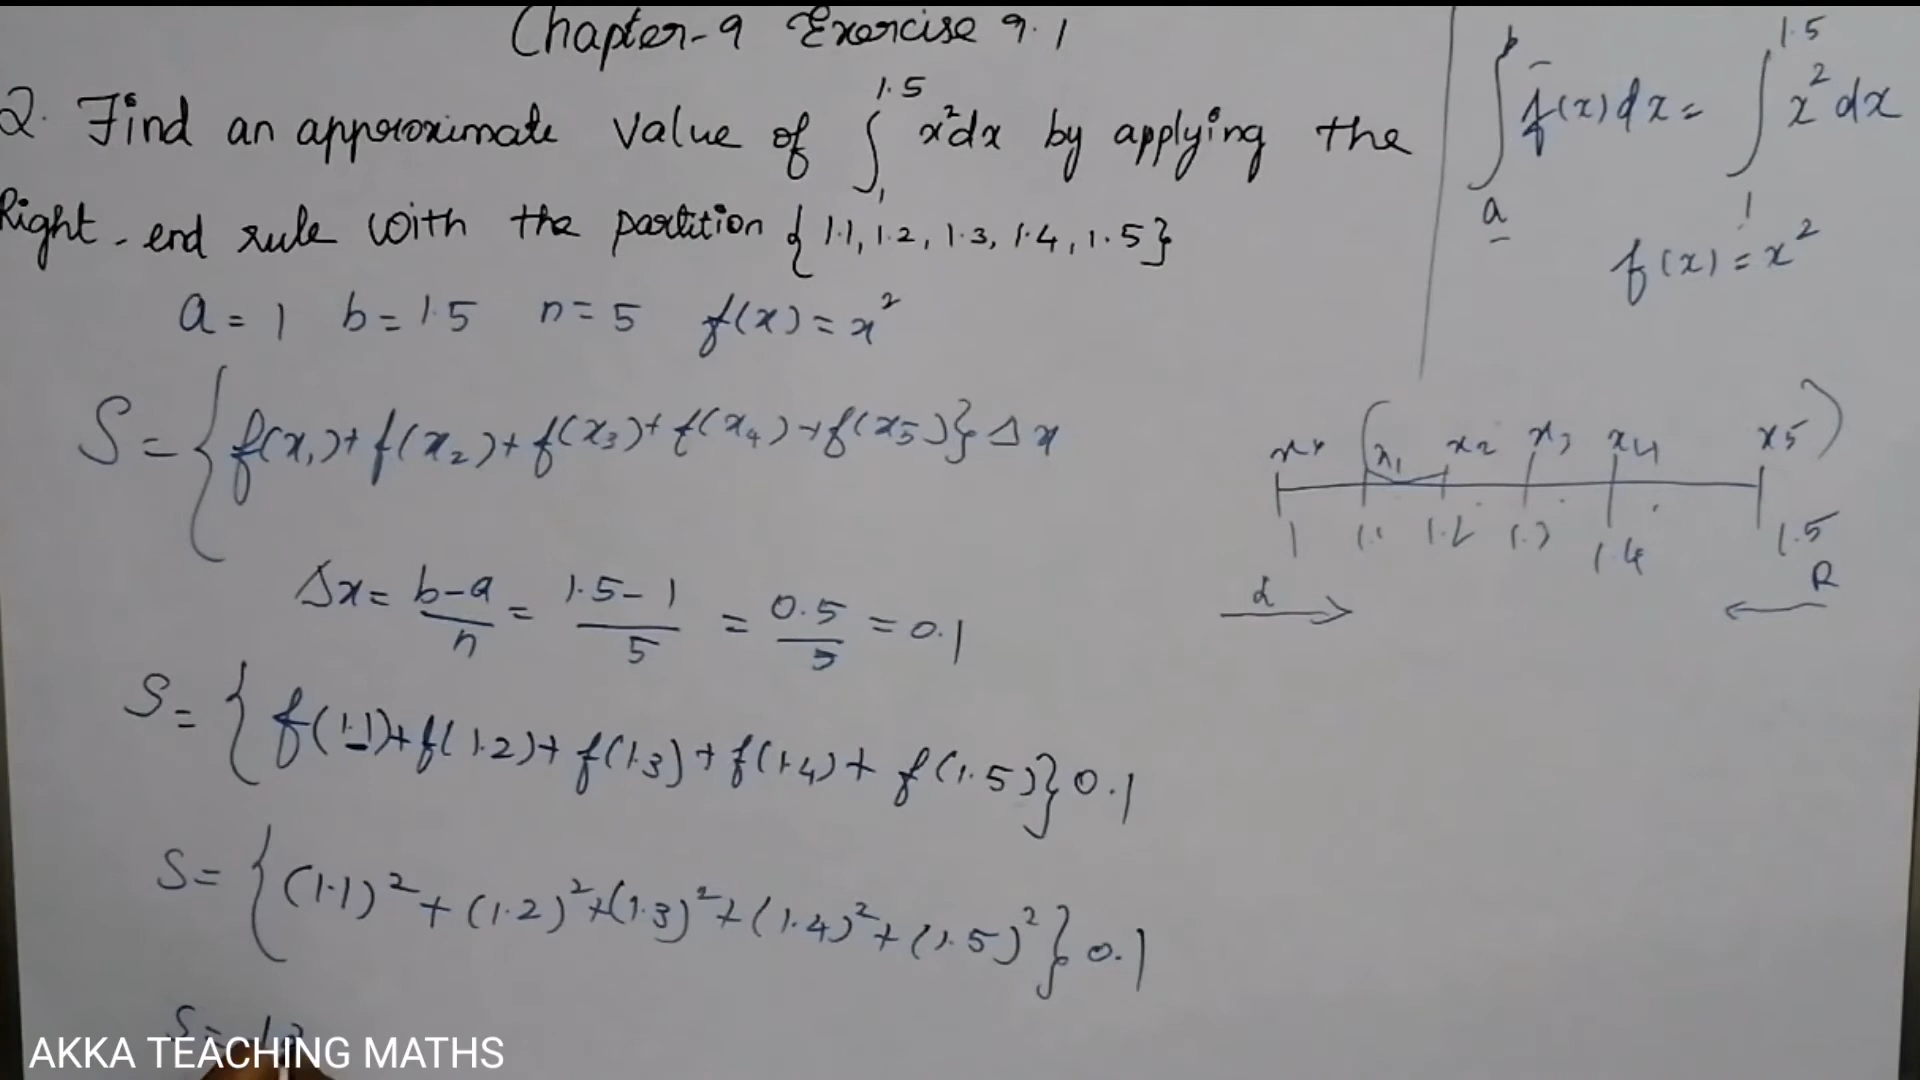 Chapter-9 Exercise 9.1
2. Find an approximate value of ∫₁^1.5 x²dx by applying the
Right-end rule with the partition {1.1, 1.2, 1.3, 1.4, 1.5}
a = 1 b = 1.5 n = 5 f(x) = x²
S = {f(x₁)+f(x₂)+f(x₃)+f(x₄)+f(x₅)}Δx
Δx = b-a/n = 1.5-1/5 = 0.5/5 = 0.1
S = {f(1.1)+f(1.2)+f(1.3)+f(1.4)+f(1.5)}0.1
S = {(1.1)²+(1.2)²+(1.3)²+(1.4)²+(1.5)²}0.1
S =
∫ₐ^b f(x)dx = ∫₁^1.5 x²dx
f(x) = x²
x₁ x₂ x₃ x₄ x₅
1 1.1 1.2 1.3 1.4 1.5
L R
AKKA TEACHING MATHS